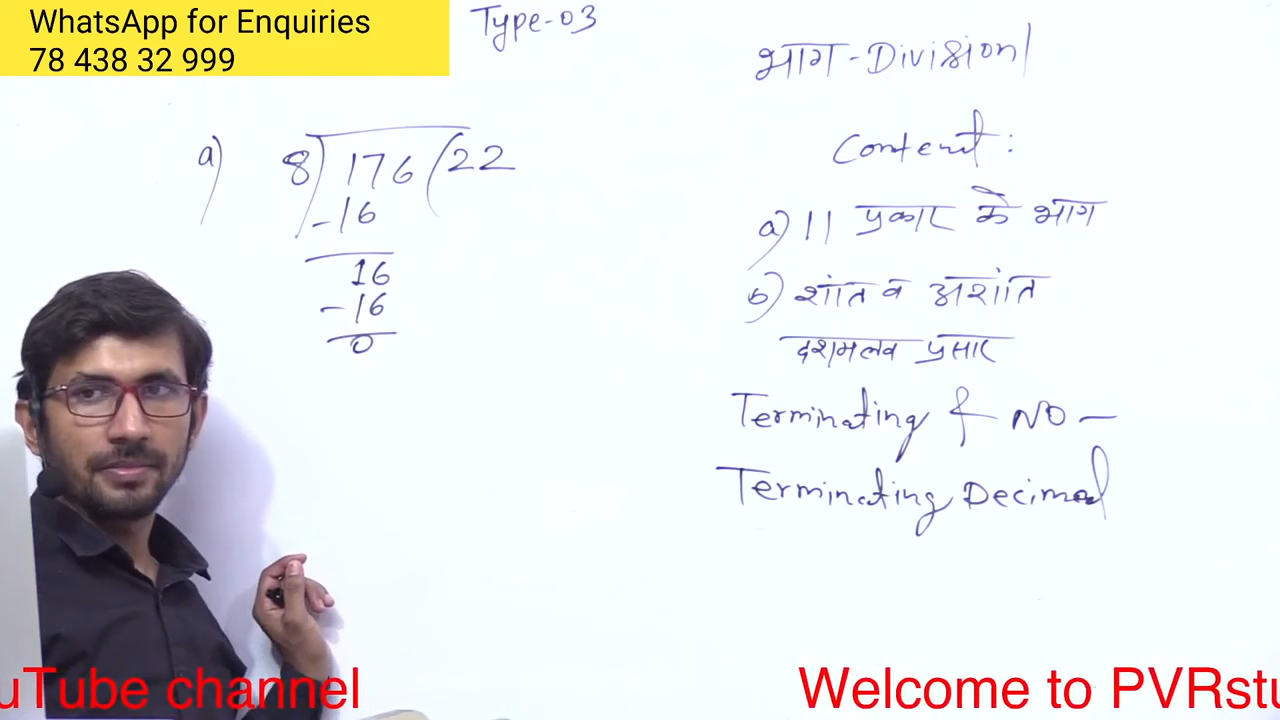 WhatsApp for Enquiries
78 438 32 999
Type-03
भाग-Division
Content:
a) 11 प्रकार के भाग
b) शांत व अशांत
दशमलव प्रसार
Terminating & NO-
Terminating Decimal
a) 8) 176 (22
-16
16
-16
0
uTube channel
Welcome to PVRstu